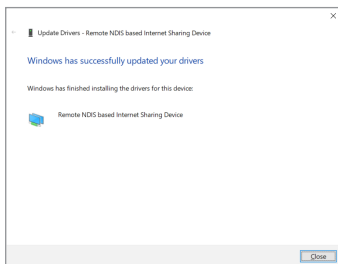 Update Drivers - Remote NDIS based Internet Sharing Device
Windows has successfully updated your drivers
Windows has finished installing the drivers for this device:
Remote NDIS based Internet Sharing Device
Close